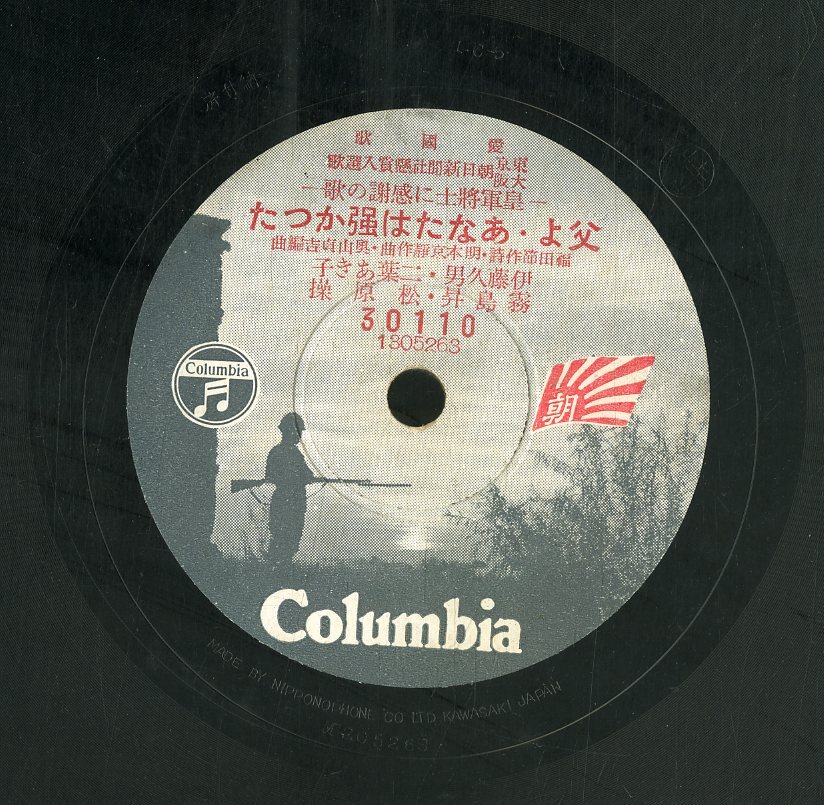 愛國歌
東京
大阪
朝日新聞社懸賞入選歌
—皇軍將士に感謝の歌—
父よ・あなたは强かつた
福田節作詩・明本京靜作曲・奥山貞吉編曲
伊藤久男・二葉あき子
霧島昇・松原操
30110
1305263
Columbia
朝
Columbia
MADE BY NIPPONOPHONE CO LTD. KAWASAKI JAPAN